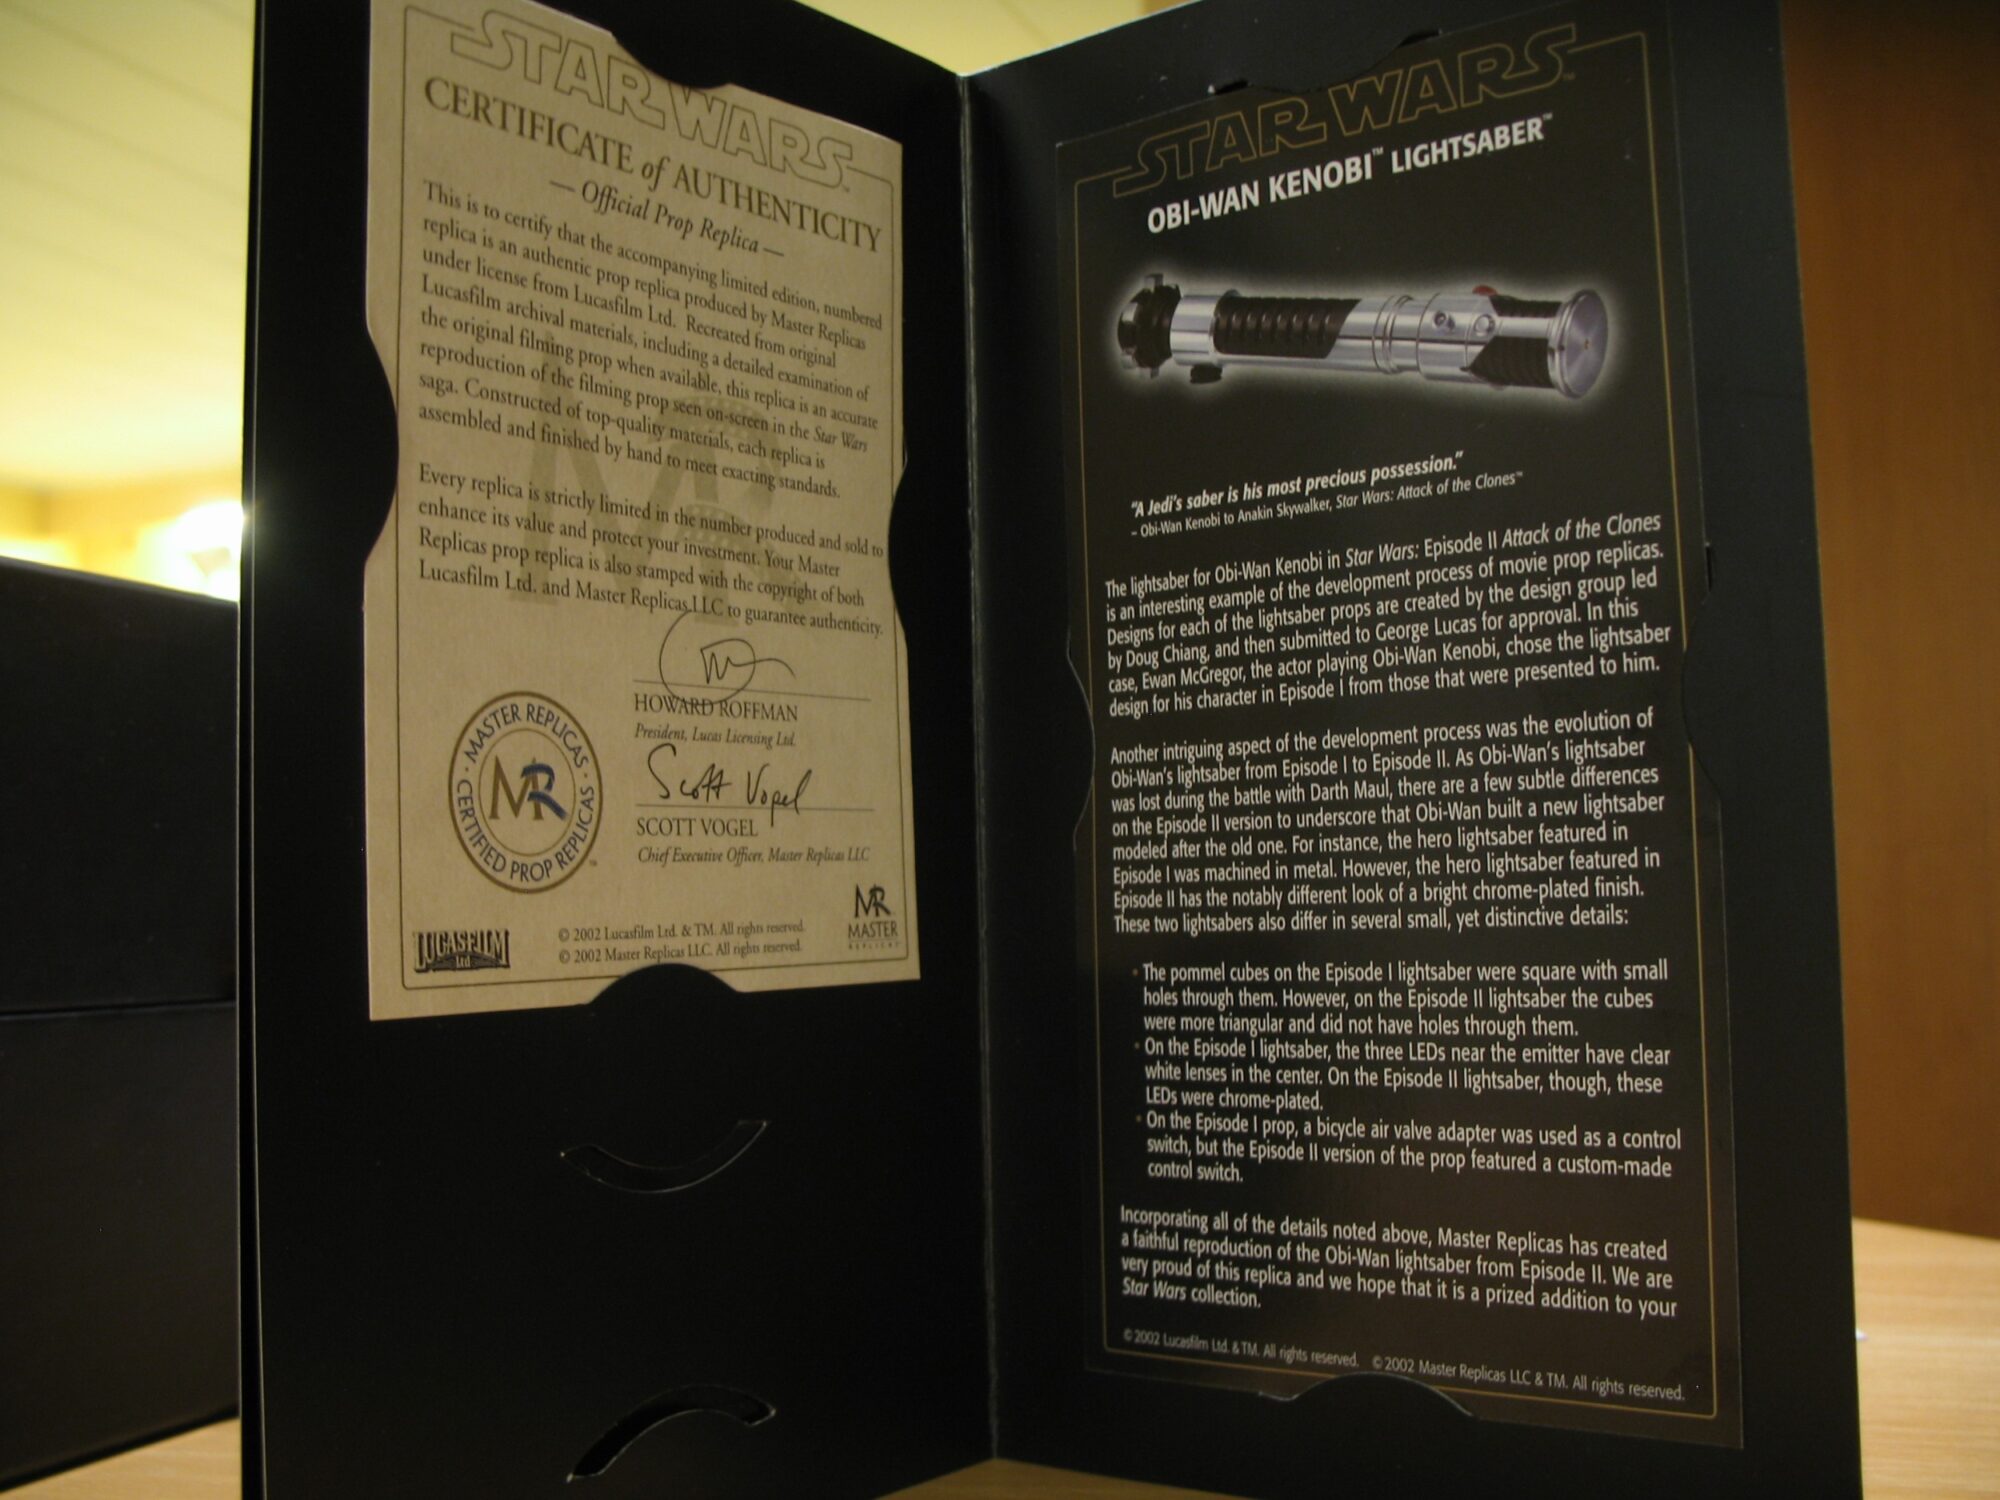 STAR WARS
CERTIFICATE of AUTHENTICITY
— Official Prop Replica —
This is to certify that the accompanying limited edition, numbered
replica is an authentic prop replica produced by Master Replicas
under license from Lucasfilm Ltd. Recreated from original
Lucasfilm archival materials, including a detailed examination of
the original filming prop when available, this replica is an accurate
reproduction of the filming prop seen on-screen in the Star Wars
saga. Constructed of top-quality materials, each replica is
assembled and finished by hand to meet exacting standards.
Every replica is strictly limited in the number produced and sold to
enhance its value and protect your investment. Your Master
Replicas prop replica is also stamped with the copyright of both
Lucasfilm Ltd. and Master Replicas LLC to guarantee authenticity.
HOWARD ROFFMAN
President, Lucas Licensing Ltd.
Scott Vogel
SCOTT VOGEL
Chief Executive Officer, Master Replicas LLC
MASTER REPLICAS · CERTIFIED PROP REPLICAS ·
MR
LUCASFILM
Ltd
© 2002 Lucasfilm Ltd. & TM. All rights reserved.
© 2002 Master Replicas LLC. All rights reserved.
MR
MASTER
REPLICAS
STAR WARS™
OBI-WAN KENOBI™ LIGHTSABER™
"A Jedi's saber is his most precious possession."
– Obi-Wan Kenobi to Anakin Skywalker, Star Wars: Attack of the Clones™
The lightsaber for Obi-Wan Kenobi in Star Wars: Episode II Attack of the Clones
is an interesting example of the development process of movie prop replicas.
Designs for each of the lightsaber props are created by the design group led
by Doug Chiang, and then submitted to George Lucas for approval. In this
case, Ewan McGregor, the actor playing Obi-Wan Kenobi, chose the lightsaber
design for his character in Episode I from those that were presented to him.
Another intriguing aspect of the development process was the evolution of
Obi-Wan's lightsaber from Episode I to Episode II. As Obi-Wan's lightsaber
was lost during the battle with Darth Maul, there are a few subtle differences
on the Episode II version to underscore that Obi-Wan built a new lightsaber
modeled after the old one. For instance, the hero lightsaber featured in
Episode I was machined in metal. However, the hero lightsaber featured in
Episode II has the notably different look of a bright chrome-plated finish.
These two lightsabers also differ in several small, yet distinctive details:
• The pommel cubes on the Episode I lightsaber were square with small
holes through them. However, on the Episode II lightsaber the cubes
were more triangular and did not have holes through them.
• On the Episode I lightsaber, the three LEDs near the emitter have clear
white lenses in the center. On the Episode II lightsaber, though, these
LEDs were chrome-plated.
• On the Episode I prop, a bicycle air valve adapter was used as a control
switch, but the Episode II version of the prop featured a custom-made
control switch.
Incorporating all of the details noted above, Master Replicas has created
a faithful reproduction of the Obi-Wan lightsaber from Episode II. We are
very proud of this replica and we hope that it is a prized addition to your
Star Wars collection.
© 2002 Lucasfilm Ltd. & TM. All rights reserved. © 2002 Master Replicas LLC & TM. All rights reserved.